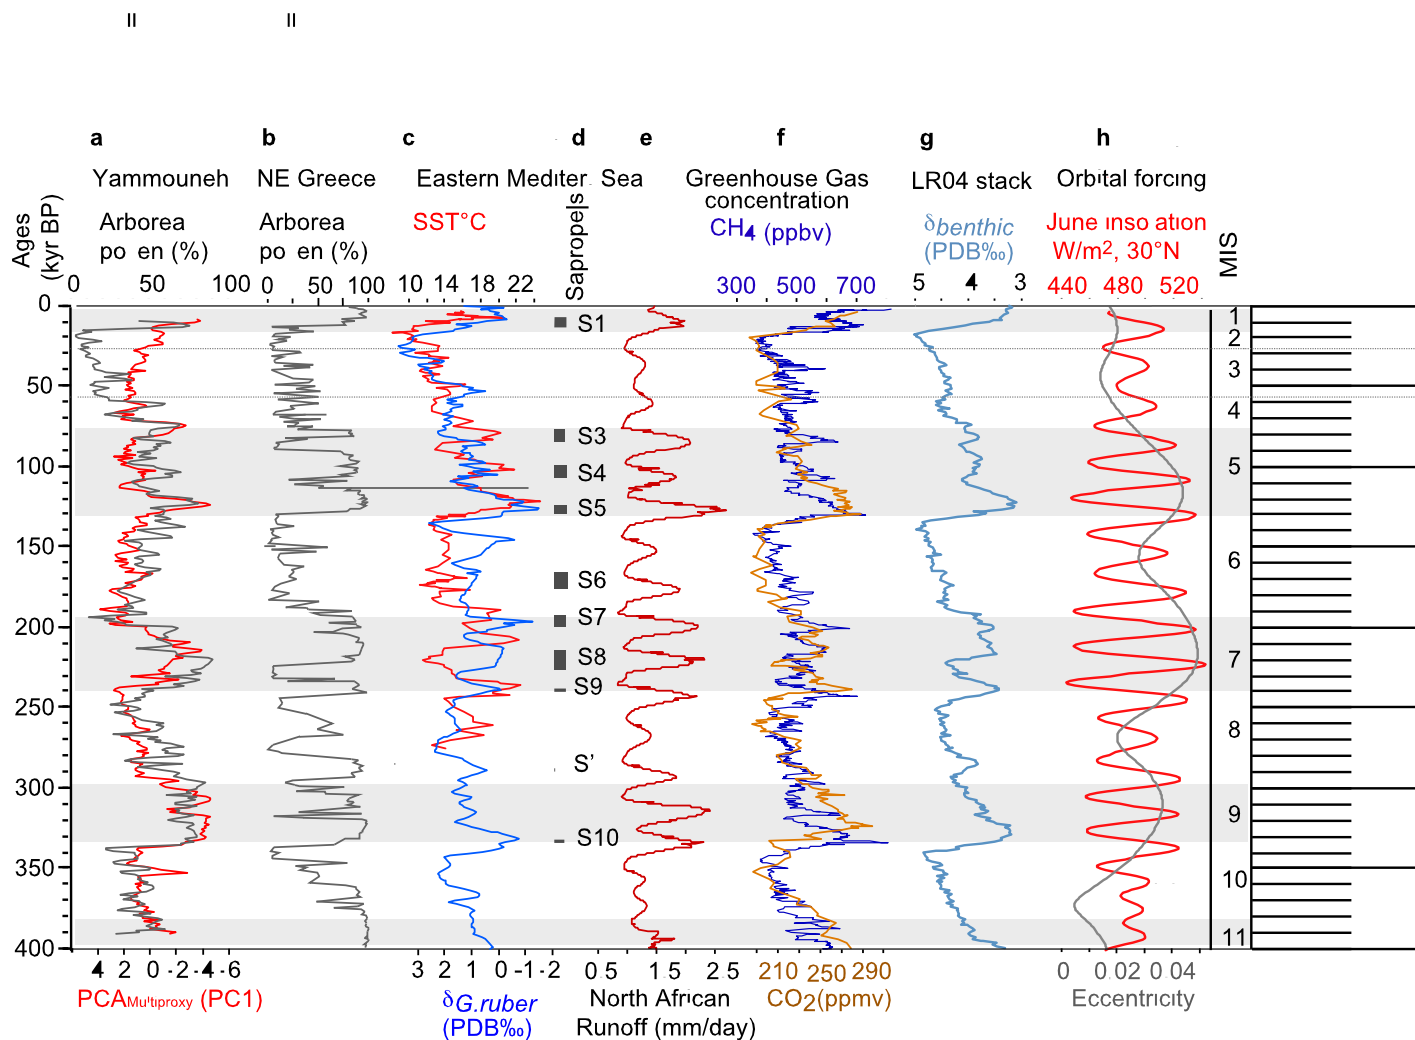 II II
a b c d e f g h
Yammouneh NE Greece Eastern Mediter Sea Greenhouse Gas concentration LR04 stack Orbital forcing
Ages (kyr BP)
Arborea po en (%)
Arborea po en (%)
SST°C
Sapropels
CH4 (ppbv)
δbenthic (PDB‰)
June inso ation W/m², 30°N
MIS
0 50 100
0 50 100
10 14 18 22
300 500 700
5 4 3
440 480 520
0
50
100
150
200
250
300
350
400
S1
S3
S4
S5
S6
S7
S8
S9
S'
S10
1
2
3
4
5
6
7
8
9
10
11
4 2 0 -2 -4 -6
3 2 1 0 -1 -2
0 5 1 5 2 5
210 250 290
0 0.02 0 04
PCAMultiproxy (PC1)
δG.ruber (PDB‰)
North African
Runoff (mm/day)
CO2(ppmv)
Eccentricity